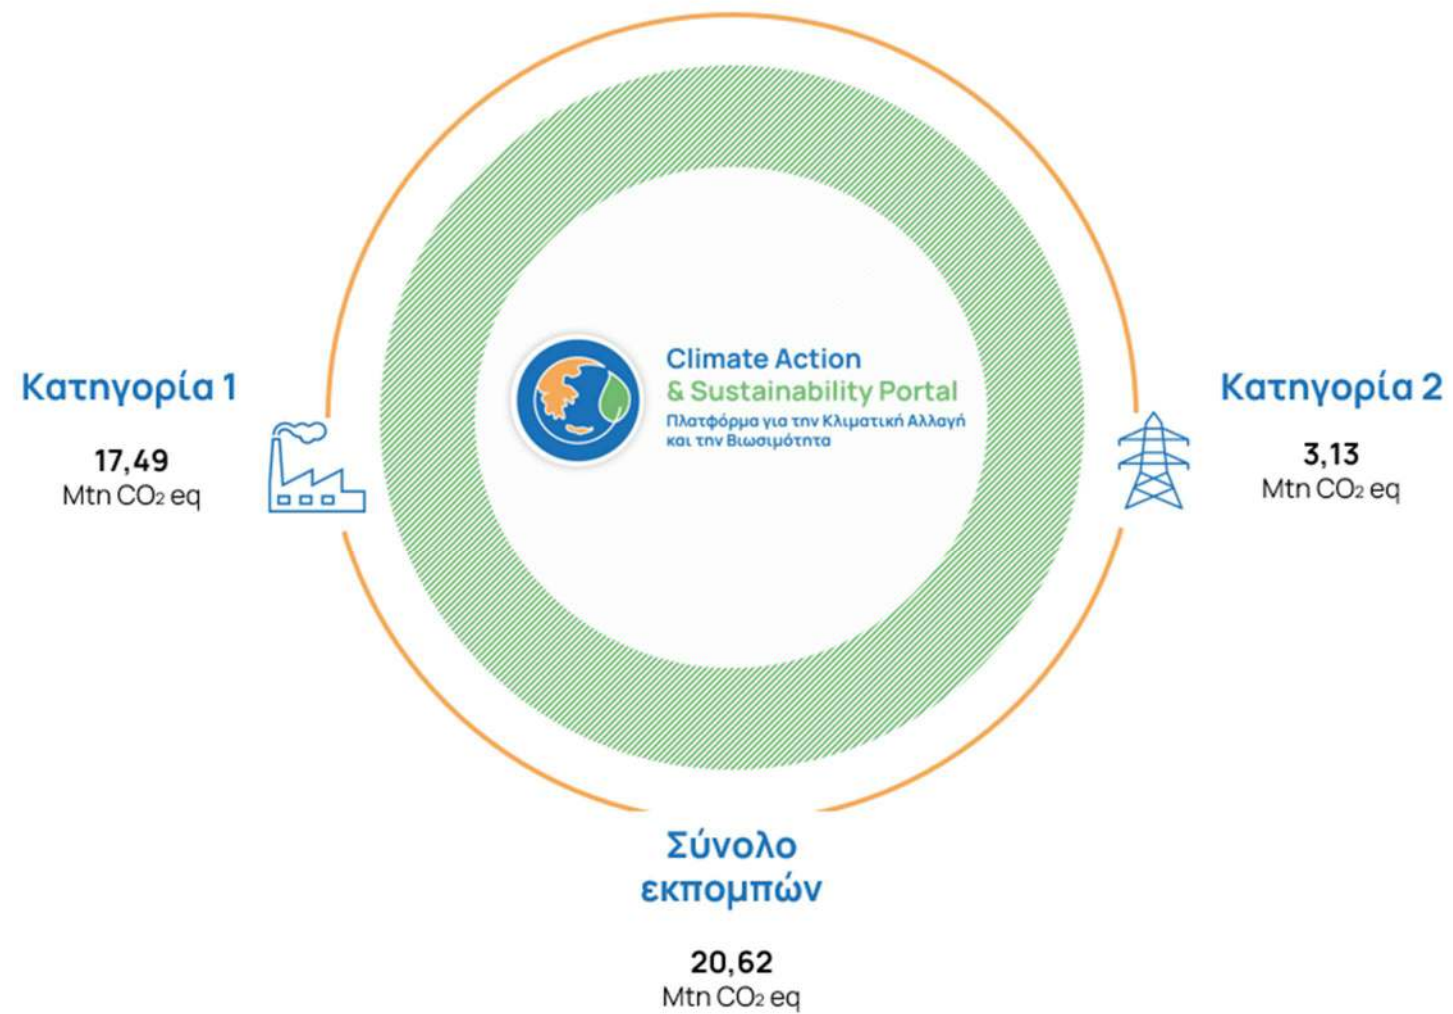 Climate Action
& Sustainability Portal
Πλατφόρμα για την Κλιματική Αλλαγή
και την Βιωσιμότητα
Κατηγορία 1
17,49
Mtn CO₂ eq
Κατηγορία 2
3,13
Mtn CO₂ eq
Σύνολο
εκπομπών
20,62
Mtn CO₂ eq